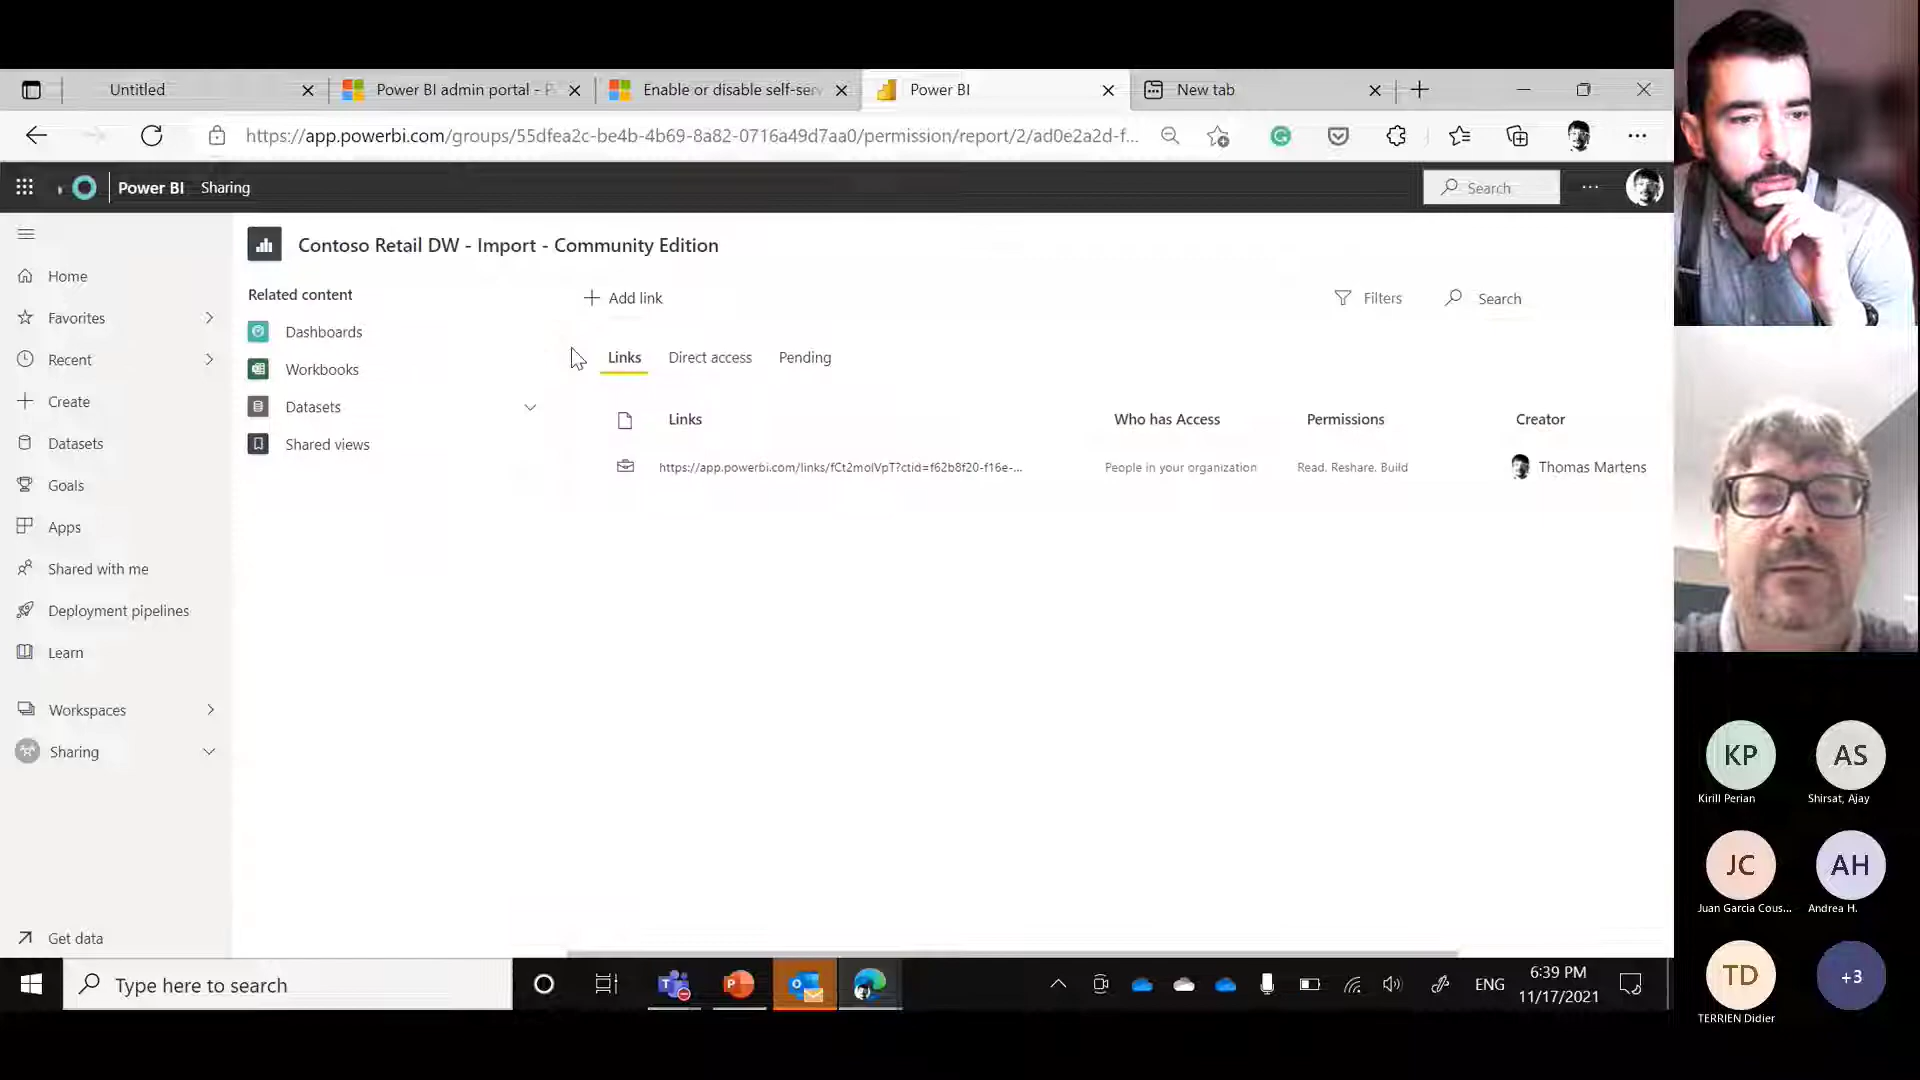 Untitled
Power BI admin portal - P
Enable or disable self-serv
Power BI
New tab
https://app.powerbi.com/groups/55dfea2c-be4b-4b69-8a82-0716a49d7aa0/permission/report/2/ad0e2a2d-f...
Power BI Sharing
Search
Contoso Retail DW - Import - Community Edition
Home
Favorites
Recent
Create
Datasets
Goals
Apps
Shared with me
Deployment pipelines
Learn
Workspaces
Sharing
Get data
Related content
Dashboards
Workbooks
Datasets
Shared views
Add link
Filters
Search
Links Direct access Pending
Links Who has Access Permissions Creator
https://app.powerbi.com/links/fCt2molVpT?ctid=f62b8f20-f16e-... People in your organization Read. Reshare. Build Thomas Martens
Type here to search
ENG
6:39 PM
11/17/2021
KP
Kirill Perian
AS
Shirsat, Ajay
JC
Juan Garcia Cous...
AH
Andrea H.
TD
TERRIEN Didier
+3